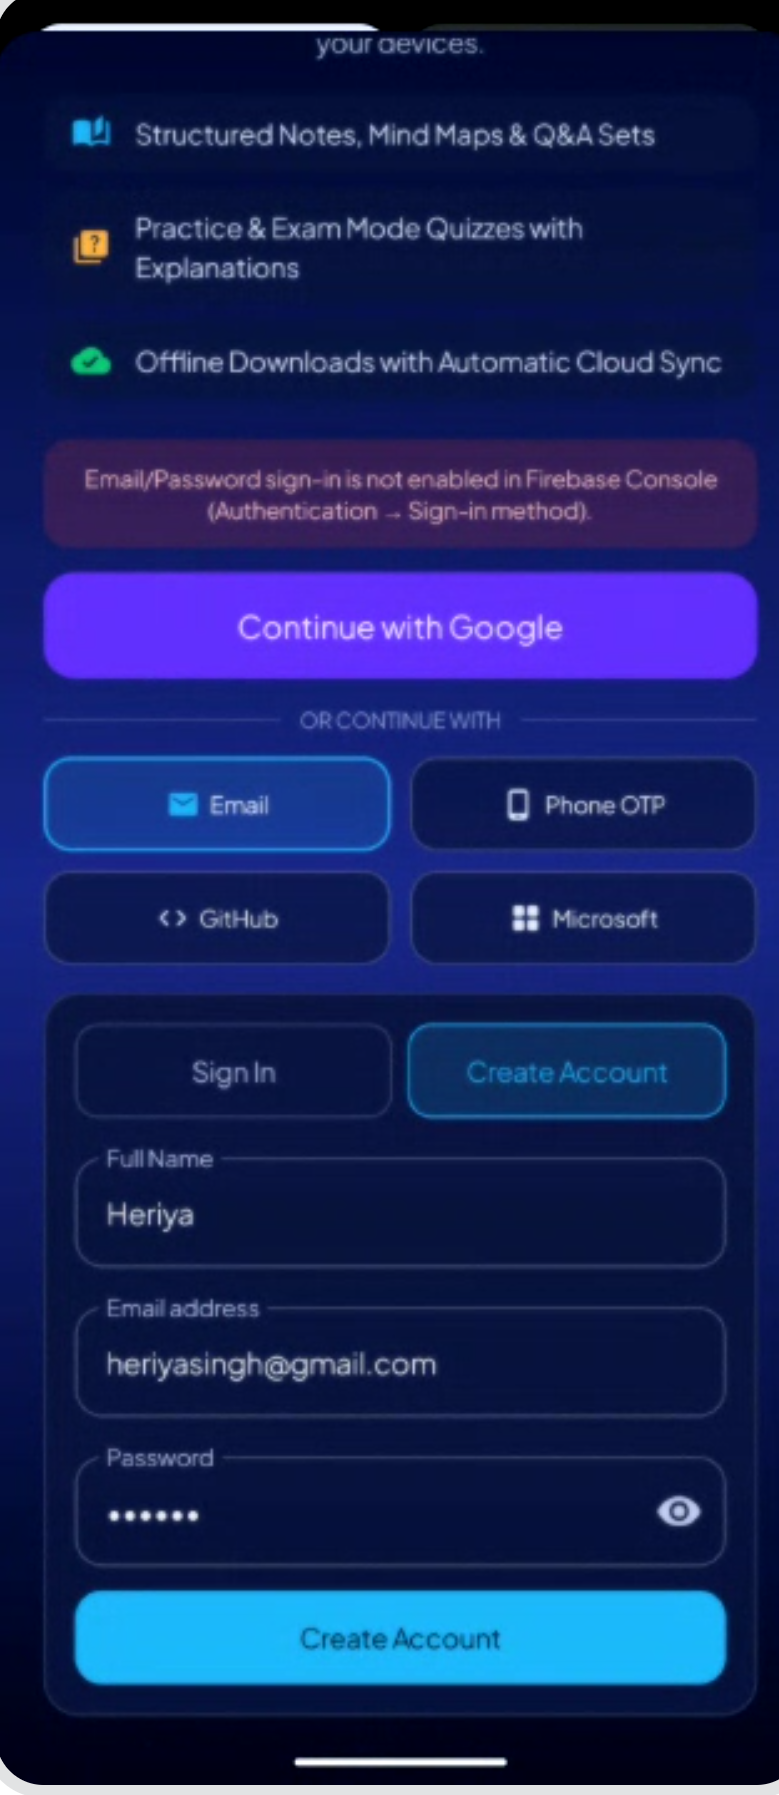 your devices.
Structured Notes, Mind Maps & Q&A Sets
Practice & Exam Mode Quizzes with
Explanations
Offline Downloads with Automatic Cloud Sync
Email/Password sign-in is not enabled in Firebase Console
(Authentication → Sign-in method).
Continue with Google
OR CONTINUE WITH
Email
Phone OTP
GitHub
Microsoft
Sign In
Create Account
Full Name
Heriya
Email address
heriyasingh@gmail.com
Password
••••••
Create Account